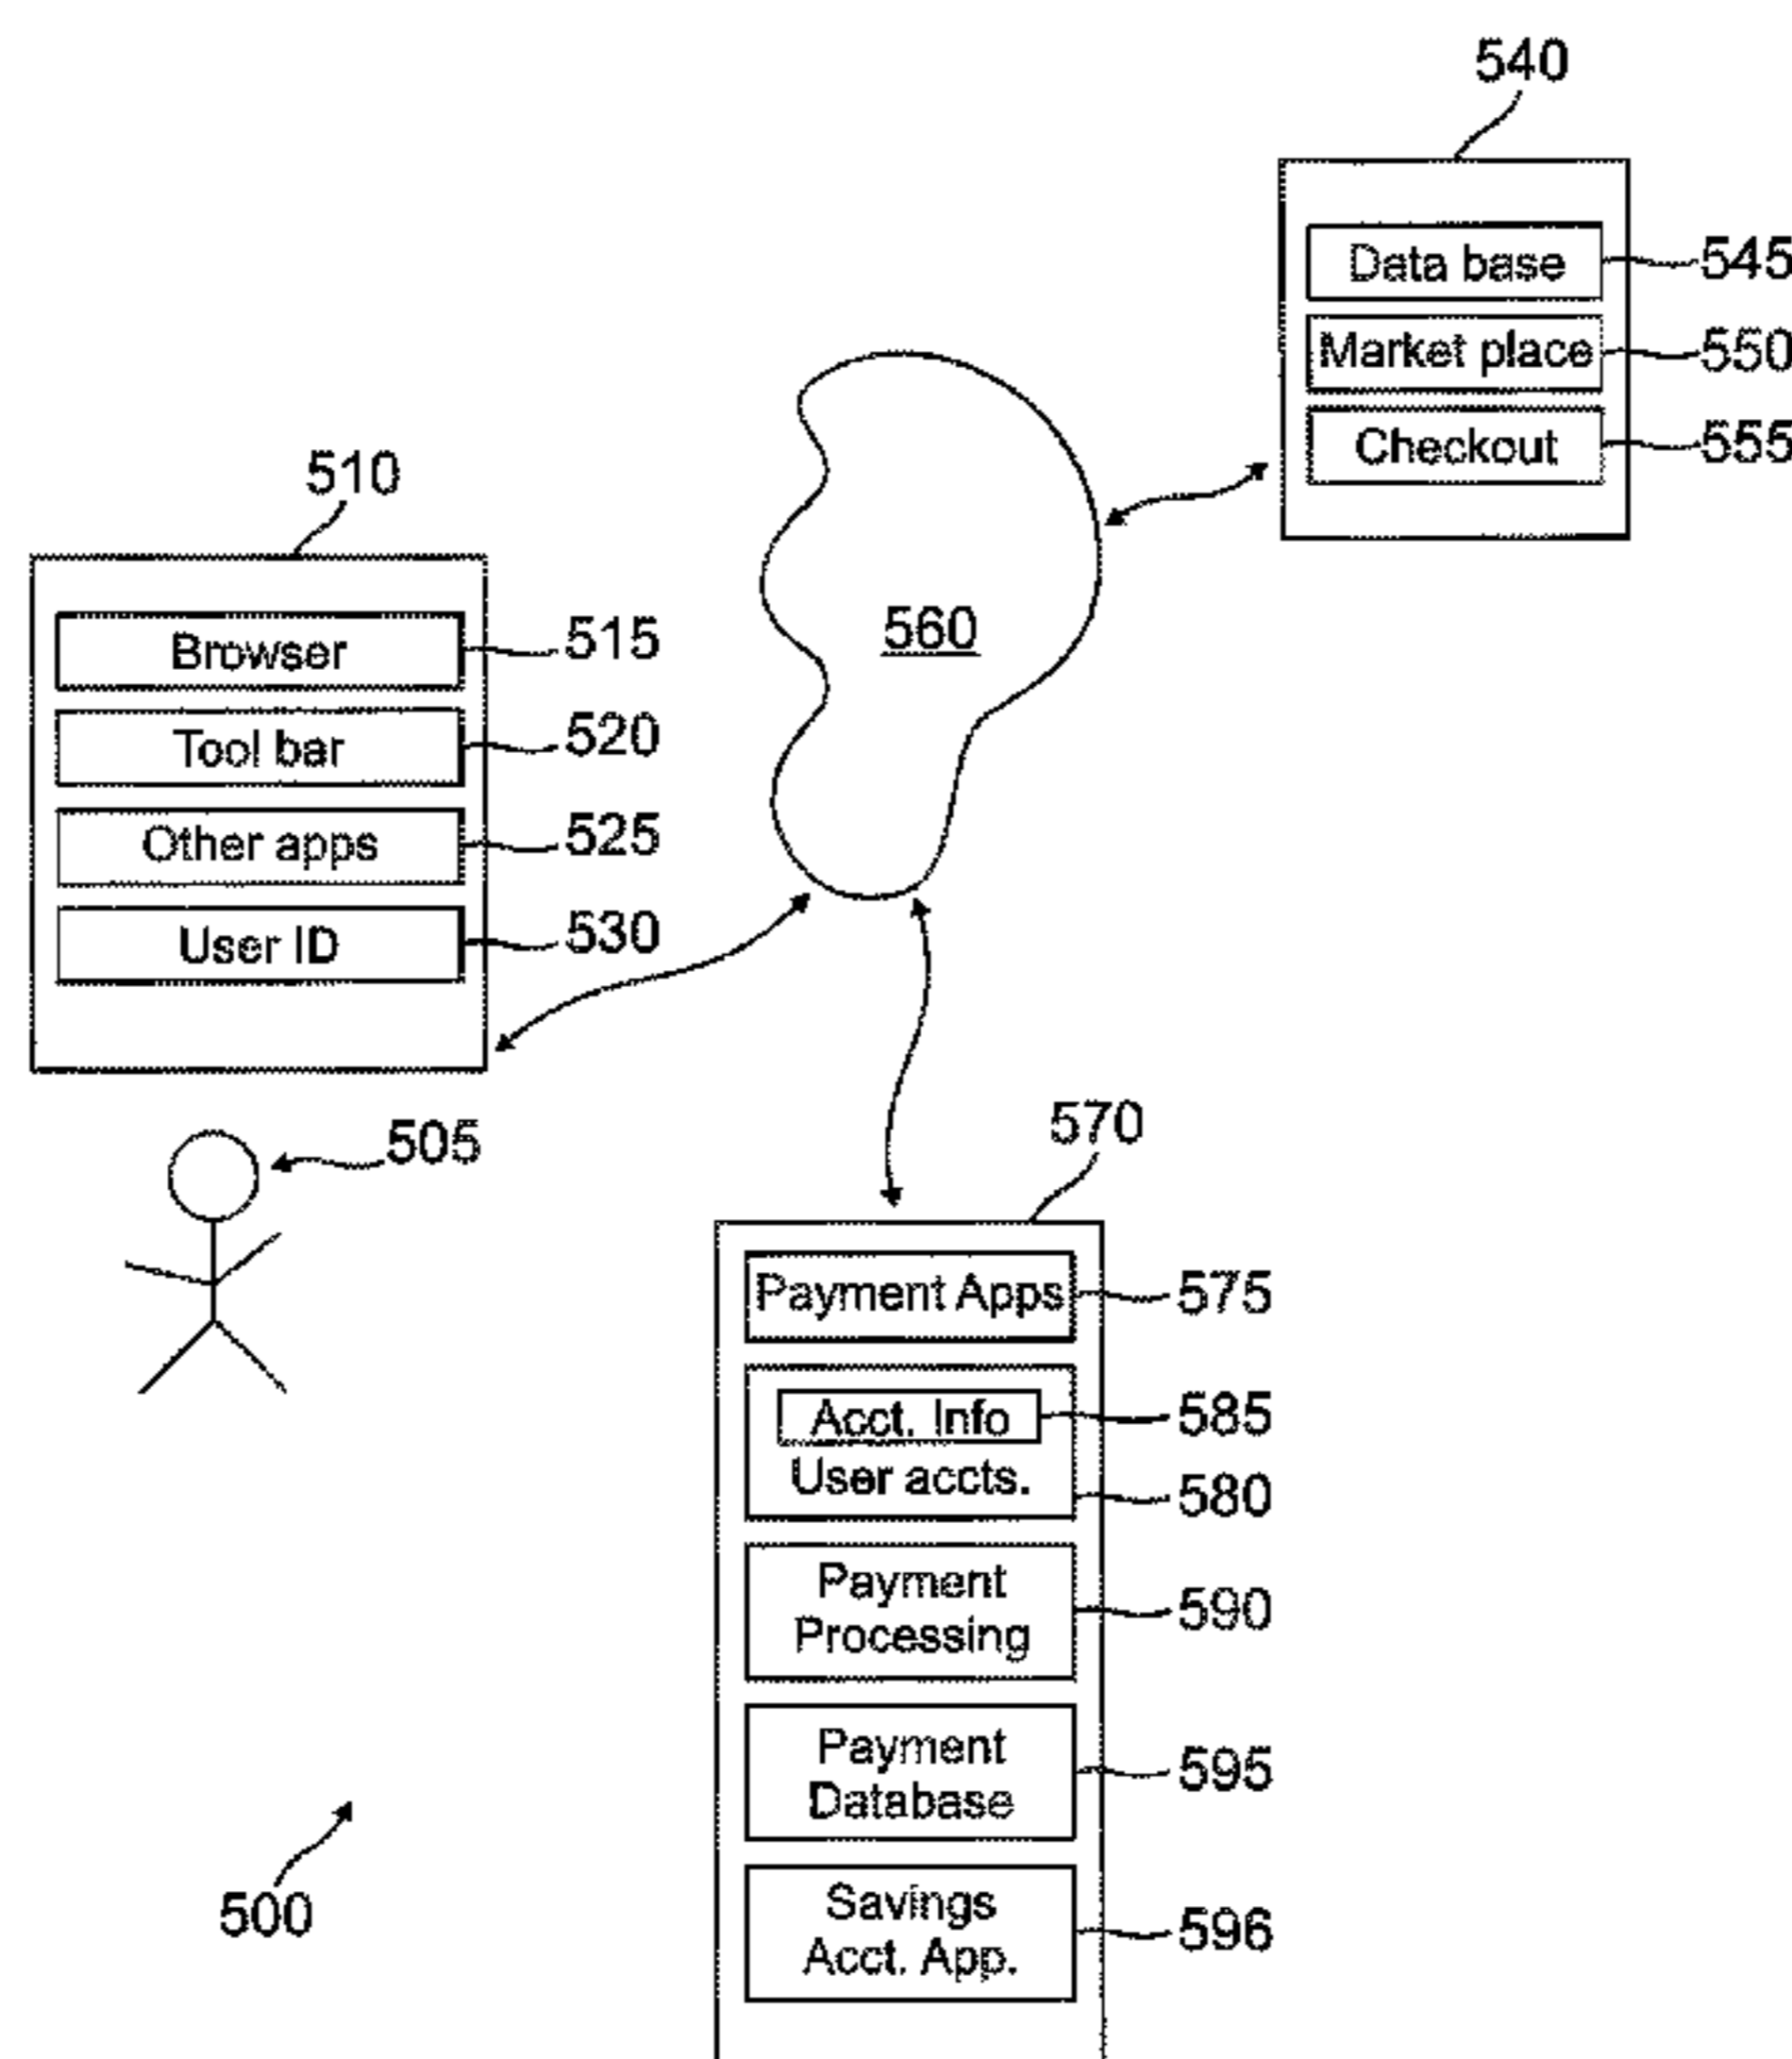 540
Data base 545
Market place 550
Checkout 555
510
Browser 515
Tool bar 520
Other apps 525
User ID 530
560
505
570
Payment Apps 575
Acct. Info 585
User accts. 580
Payment
Processing 590
Payment
Database 595
Savings
Acct. App. 596
500